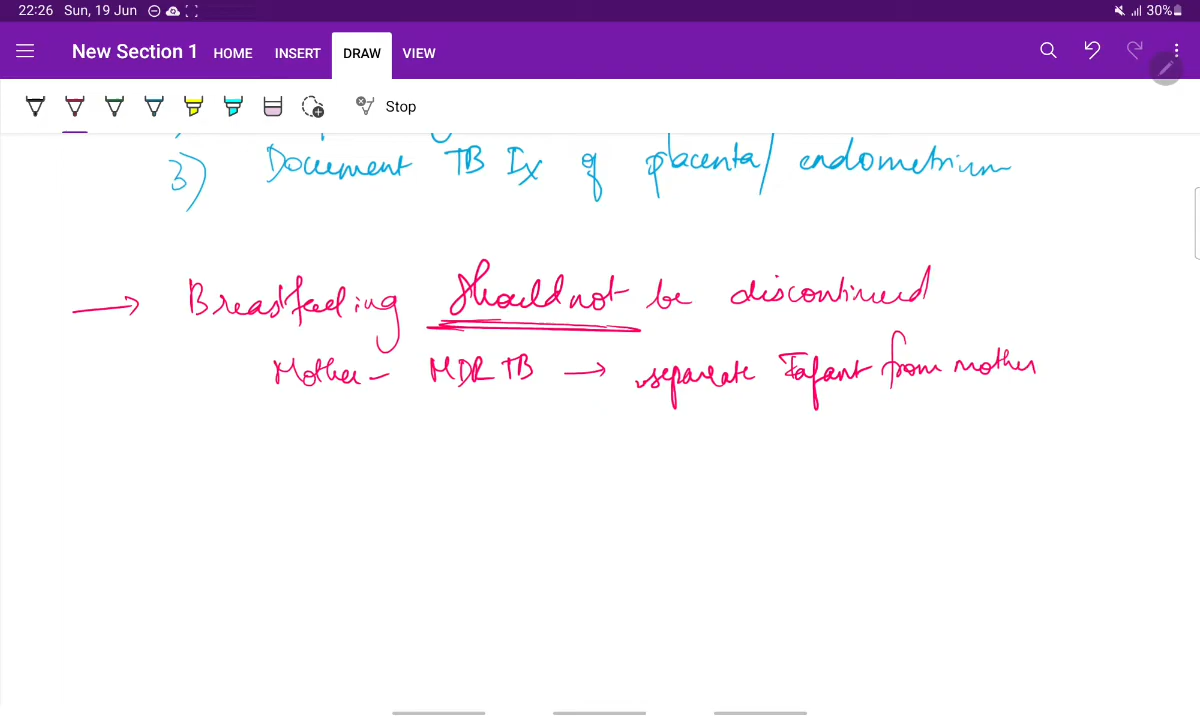 22:26 Sun, 19 Jun 30%
New Section 1 HOME INSERT DRAW VIEW
Stop
3) Document TB Ix of placenta/ endometrium
→ Breastfeeding should not be discontinued
Mother - MDR TB → separate Infant from mother